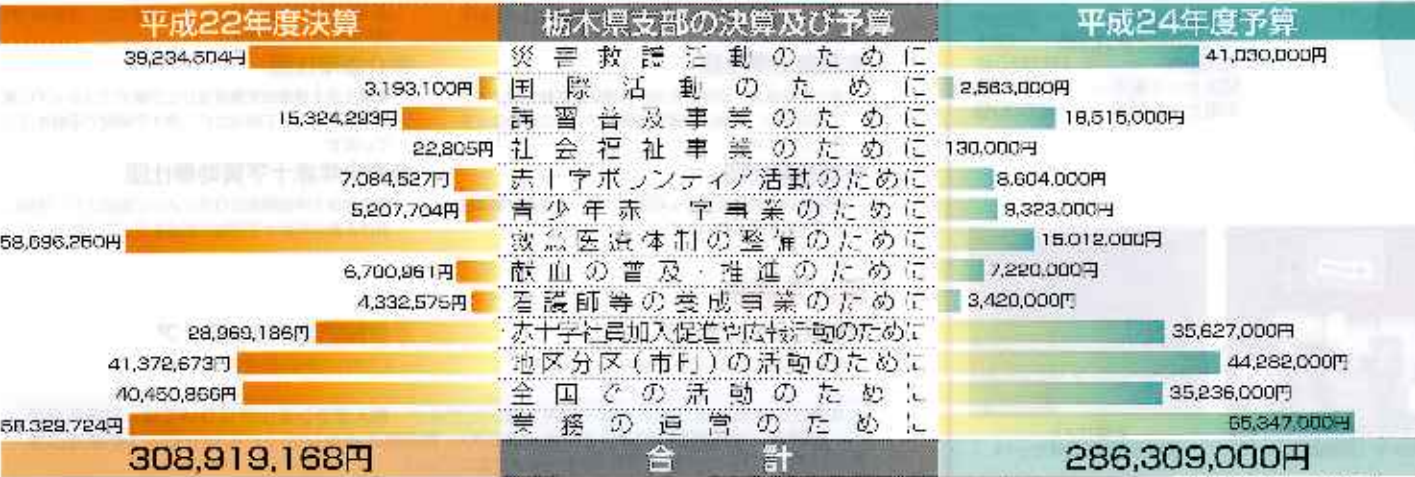 平成22年度決算 栃木県支部の決算及び予算 平成24年度予算
39,234,504円 災害救護活動のために 41,030,000円
3,193,100円 国際活動のために 2,563,000円
15,324,293円 講習普及事業のために 18,515,000円
22,805円 社会福祉事業のために 130,000円
7,084,527円 赤十字ボランティア活動のために 8,604,000円
5,207,704円 青少年赤十字事業のために 9,323,000円
58,696,250円 救急医療体制の整備のために 15,012,000円
6,700,961円 献血の普及・推進のために 7,220,000円
4,332,575円 看護師等の養成事業のために 3,420,000円
28,969,186円 赤十字社員加入促進や広報活動のために 35,627,000円
41,372,673円 地区分区(市町)の活動のために 44,282,000円
40,450,866円 全国での活動のために 35,236,000円
58,329,724円 業務の運営のために 65,347,000円
308,919,168円 合計 286,309,000円